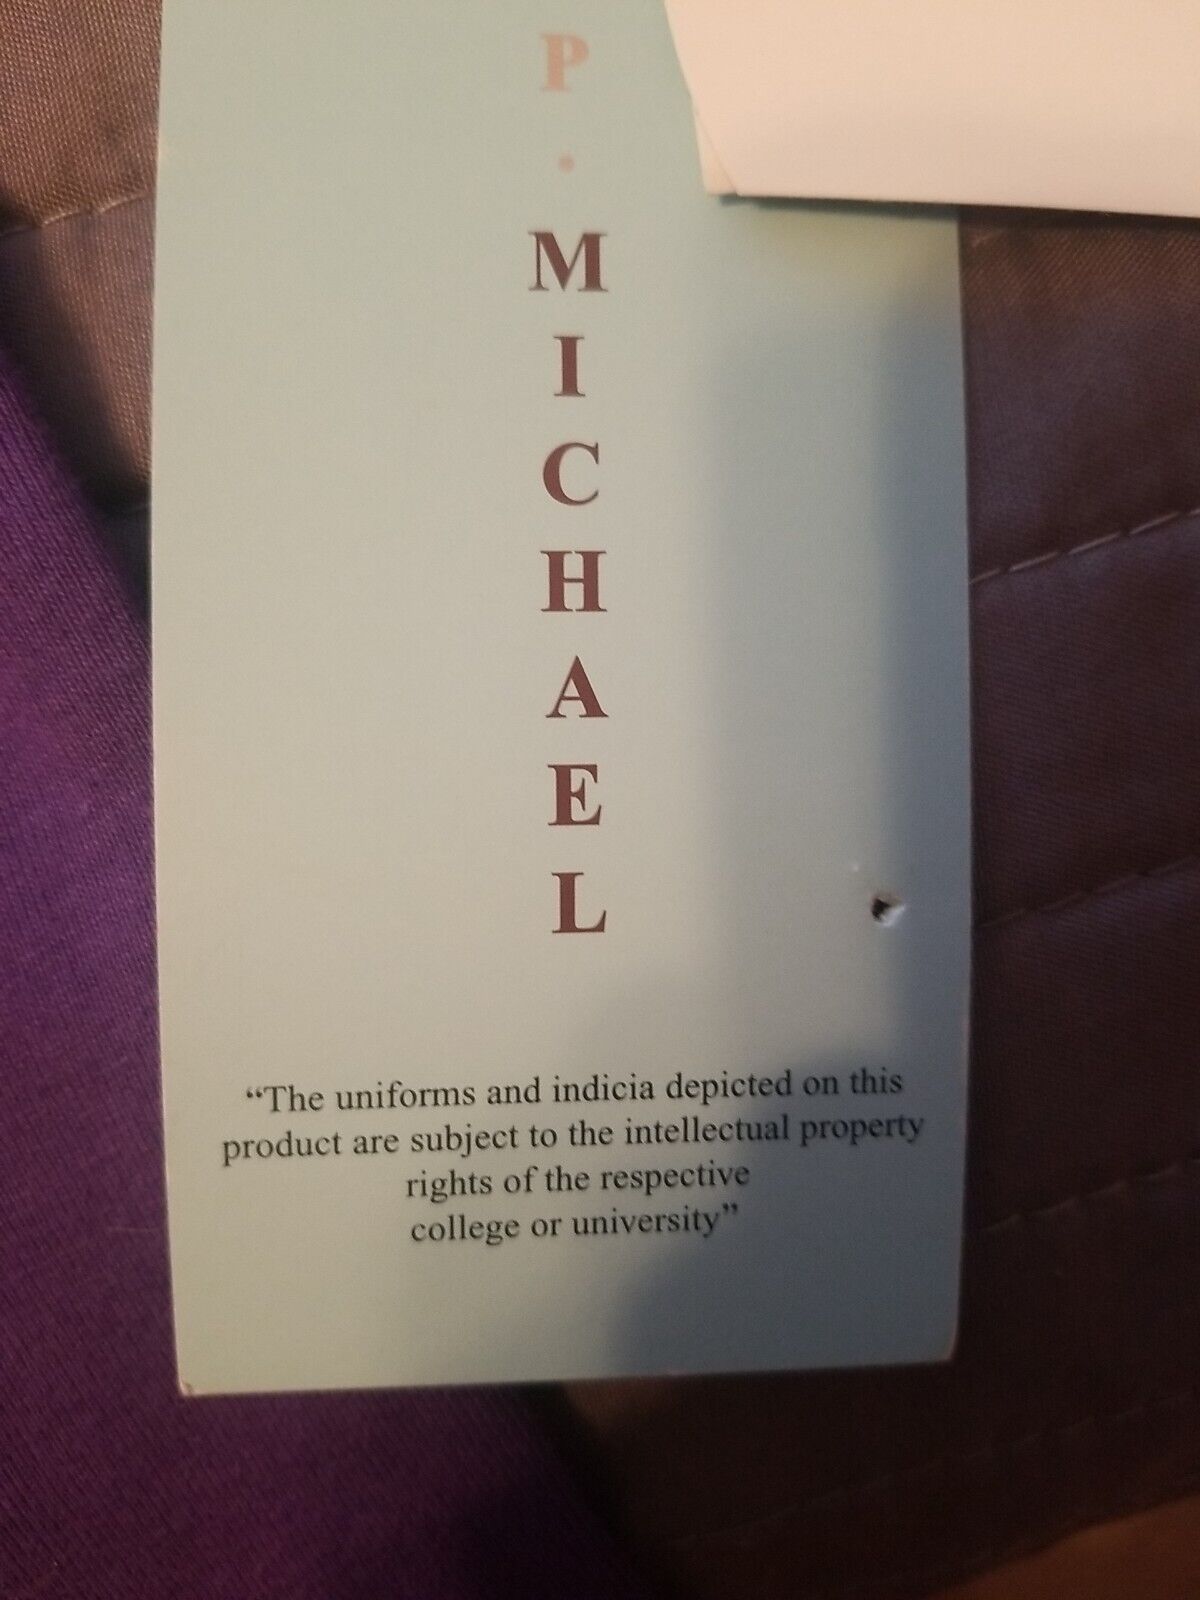 P
·
M
I
C
H
A
E
L
“The uniforms and indicia depicted on this
product are subject to the intellectual property
rights of the respective
college or university”